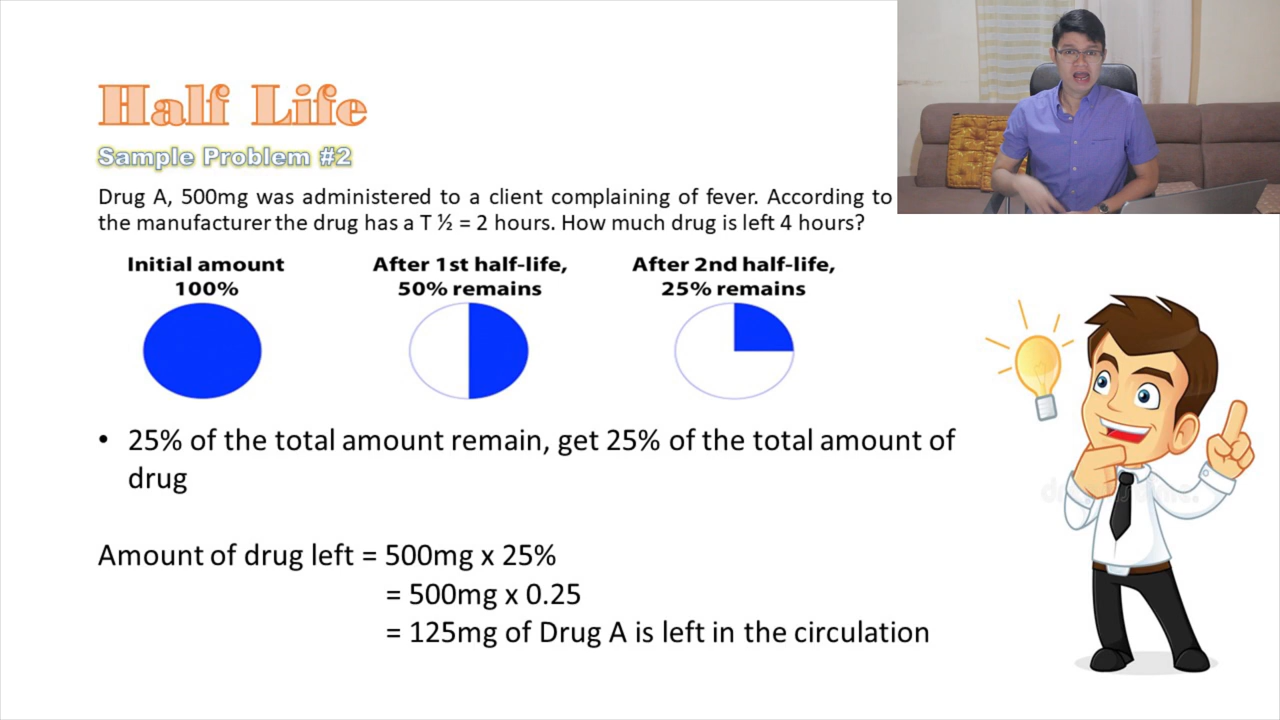 Half Life
Sample Problem #2
Drug A, 500mg was administered to a client complaining of fever. According to
the manufacturer the drug has a T ½ = 2 hours. How much drug is left 4 hours?
Initial amount
100%
After 1st half-life,
50% remains
After 2nd half-life,
25% remains
• 25% of the total amount remain, get 25% of the total amount of
drug
Amount of drug left = 500mg x 25%
= 500mg x 0.25
= 125mg of Drug A is left in the circulation